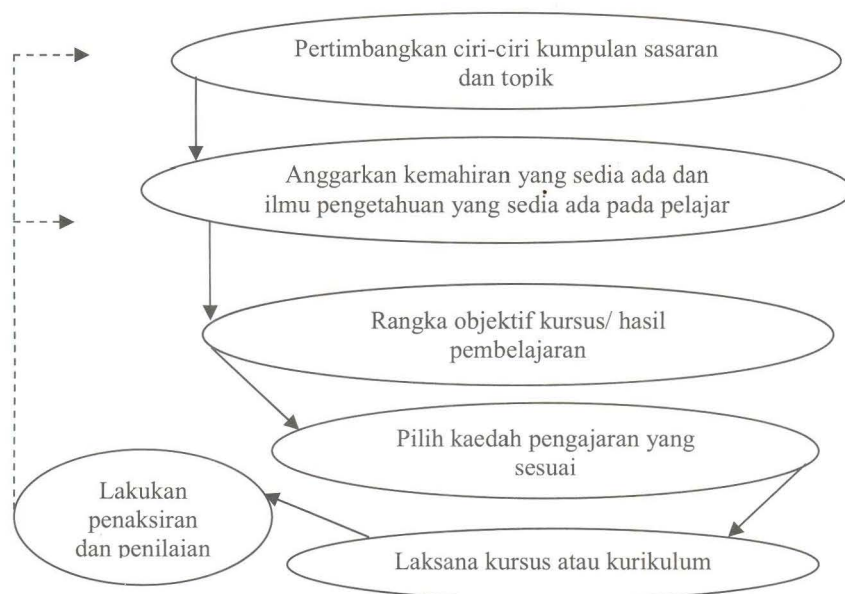 Pertimbangkan ciri-ciri kumpulan sasaran
dan topik
Anggarkan kemahiran yang sedia ada dan
ilmu pengetahuan yang sedia ada pada pelajar
Rangka objektif kursus/ hasil
pembelajaran
Pilih kaedah pengajaran yang
sesuai
Laksana kursus atau kurikulum
Lakukan
penaksiran
dan penilaian